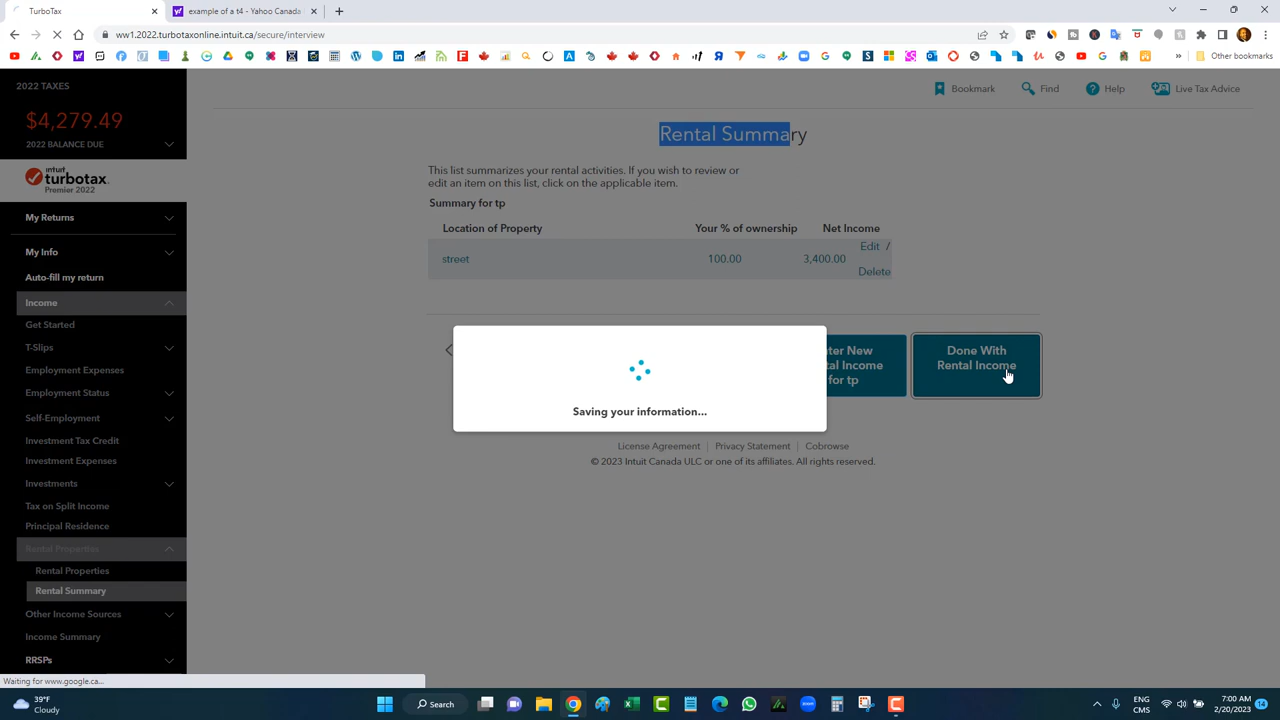 TurboTax
example of a t4 - Yahoo Canada
ww1.2022.turbotaxonline.intuit.ca/secure/interview
Other bookmarks
2022 TAXES
$4,279.49
2022 BALANCE DUE
intuit
turbotax.
Premier 2022
My Returns
My Info
Auto-fill my return
Income
Get Started
T-Slips
Employment Expenses
Employment Status
Self-Employment
Investment Tax Credit
Investment Expenses
Investments
Tax on Split Income
Principal Residence
Rental Properties
Rental Properties
Rental Summary
Other Income Sources
Income Summary
RRSPs
Waiting for www.google.ca...
Bookmark
Find
Help
Live Tax Advice
Rental Summary
This list summarizes your rental activities. If you wish to review or
edit an item on this list, click on the applicable item.
Summary for tp
Location of Property Your % of ownership Net Income
street 100.00 3,400.00 Edit /
Delete
Saving your information...
ter New
tal Income
for tp
Done With
Rental Income
License Agreement | Privacy Statement | Cobrowse
© 2023 Intuit Canada ULC or one of its affiliates. All rights reserved.
39°F
Cloudy
Search
ENG
CMS
7:00 AM
2/20/2023